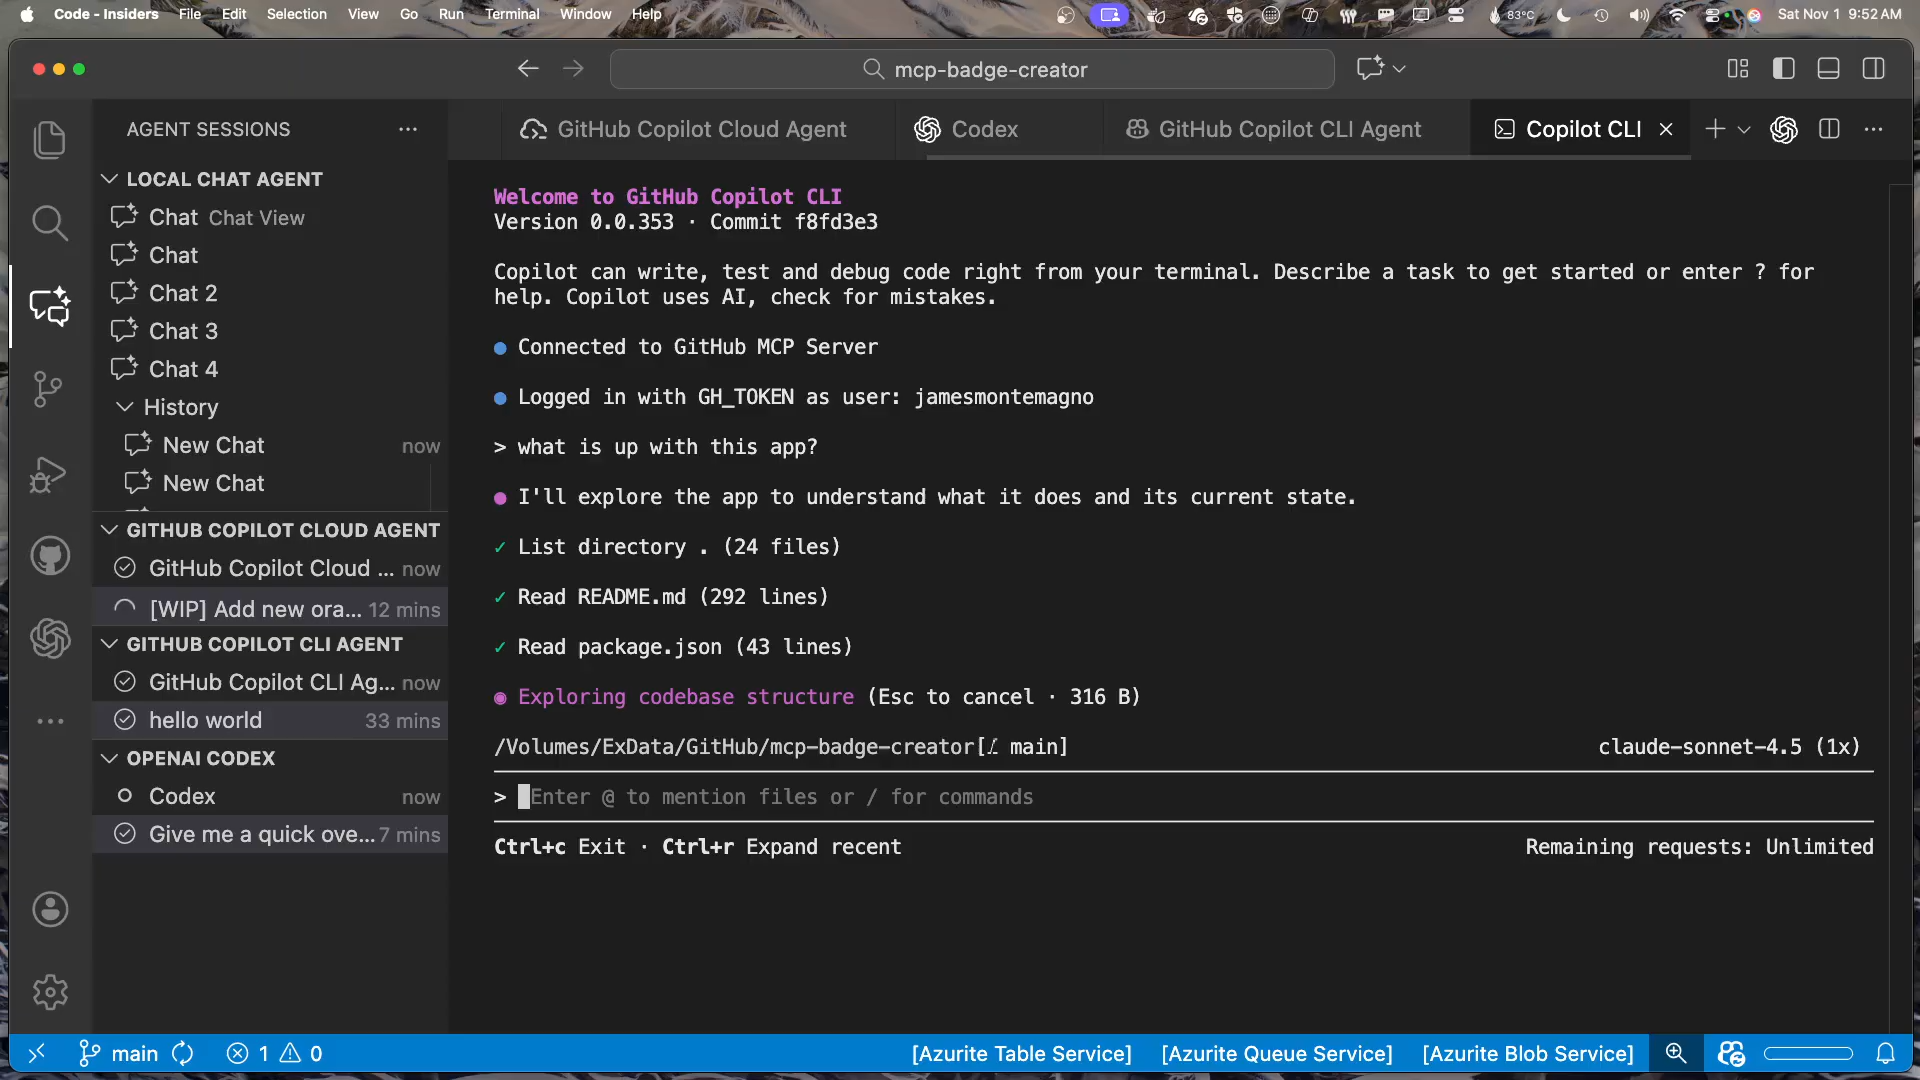 Code - Insiders File Edit Selection View Go Run Terminal Window Help 83°C Sat Nov 1 9:52 AM
mcp-badge-creator
AGENT SESSIONS
LOCAL CHAT AGENT
Chat Chat View
Chat
Chat 2
Chat 3
Chat 4
History
New Chat now
New Chat
GITHUB COPILOT CLOUD AGENT
GitHub Copilot Cloud ... now
[WIP] Add new ora... 12 mins
GITHUB COPILOT CLI AGENT
GitHub Copilot CLI Ag... now
hello world 33 mins
OPENAI CODEX
Codex now
Give me a quick ove... 7 mins
GitHub Copilot Cloud Agent Codex GitHub Copilot CLI Agent Copilot CLI
Welcome to GitHub Copilot CLI
Version 0.0.353 · Commit f8fd3e3
Copilot can write, test and debug code right from your terminal. Describe a task to get started or enter ? for
help. Copilot uses AI, check for mistakes.
● Connected to GitHub MCP Server
● Logged in with GH_TOKEN as user: jamesmontemagno
> what is up with this app?
● I'll explore the app to understand what it does and its current state.
✓ List directory . (24 files)
✓ Read README.md (292 lines)
✓ Read package.json (43 lines)
◉ Exploring codebase structure (Esc to cancel · 316 B)
/Volumes/ExData/GitHub/mcp-badge-creator[⎇ main] claude-sonnet-4.5 (1x)
> Enter @ to mention files or / for commands
Ctrl+c Exit · Ctrl+r Expand recent Remaining requests: Unlimited
main 1 0 [Azurite Table Service] [Azurite Queue Service] [Azurite Blob Service]